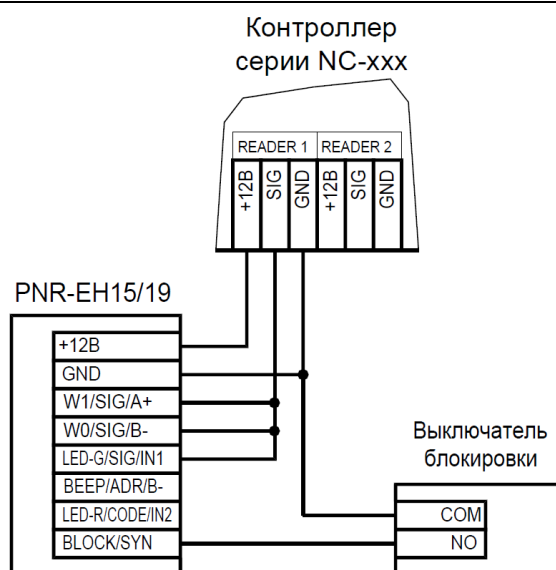 Контроллер
серии NC-xxx
READER 1 READER 2
+12В SIG GND +12В SIG GND
PNR-EH15/19
+12В
GND
W1/SIG/A+
W0/SIG/B-
LED-G/SIG/IN1
BEEP/ADR/B-
LED-R/CODE/IN2
BLOCK/SYN
Выключатель
блокировки
COM
NO